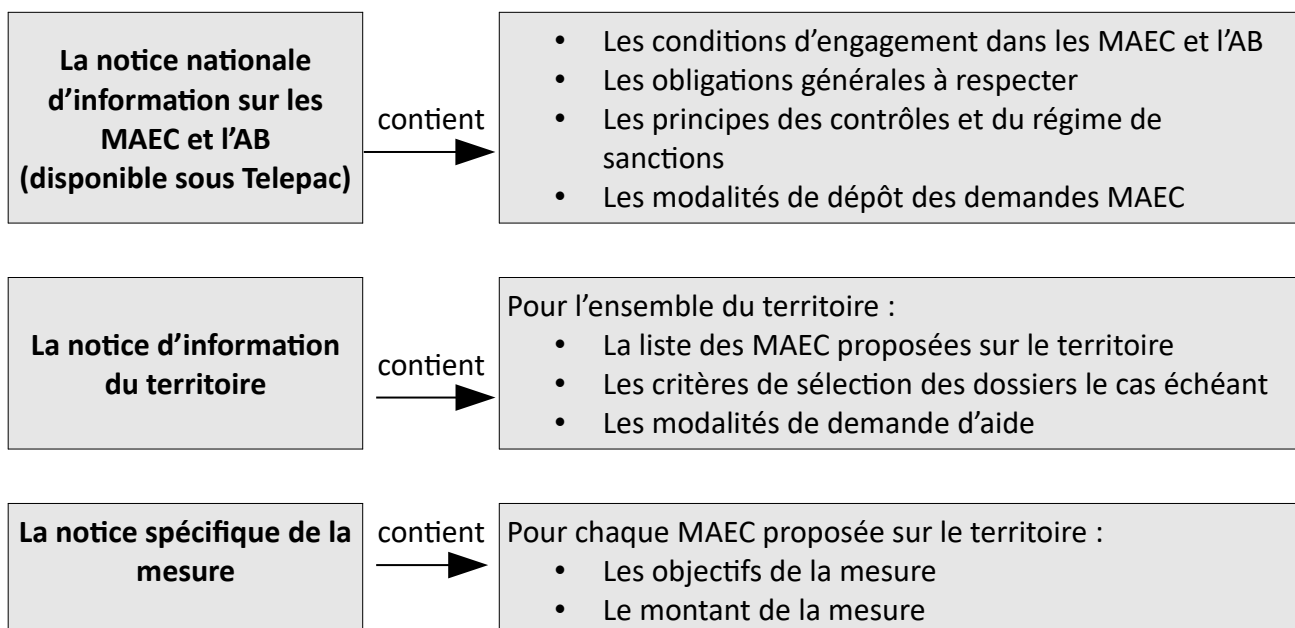 La notice nationale
d’information sur les
MAEC et l’AB
(disponible sous Telepac)
contient
• Les conditions d’engagement dans les MAEC et l’AB
• Les obligations générales à respecter
• Les principes des contrôles et du régime de
sanctions
• Les modalités de dépôt des demandes MAEC
La notice d’information
du territoire
contient
Pour l’ensemble du territoire :
• La liste des MAEC proposées sur le territoire
• Les critères de sélection des dossiers le cas échéant
• Les modalités de demande d’aide
La notice spécifique de la
mesure
contient
Pour chaque MAEC proposée sur le territoire :
• Les objectifs de la mesure
• Le montant de la mesure